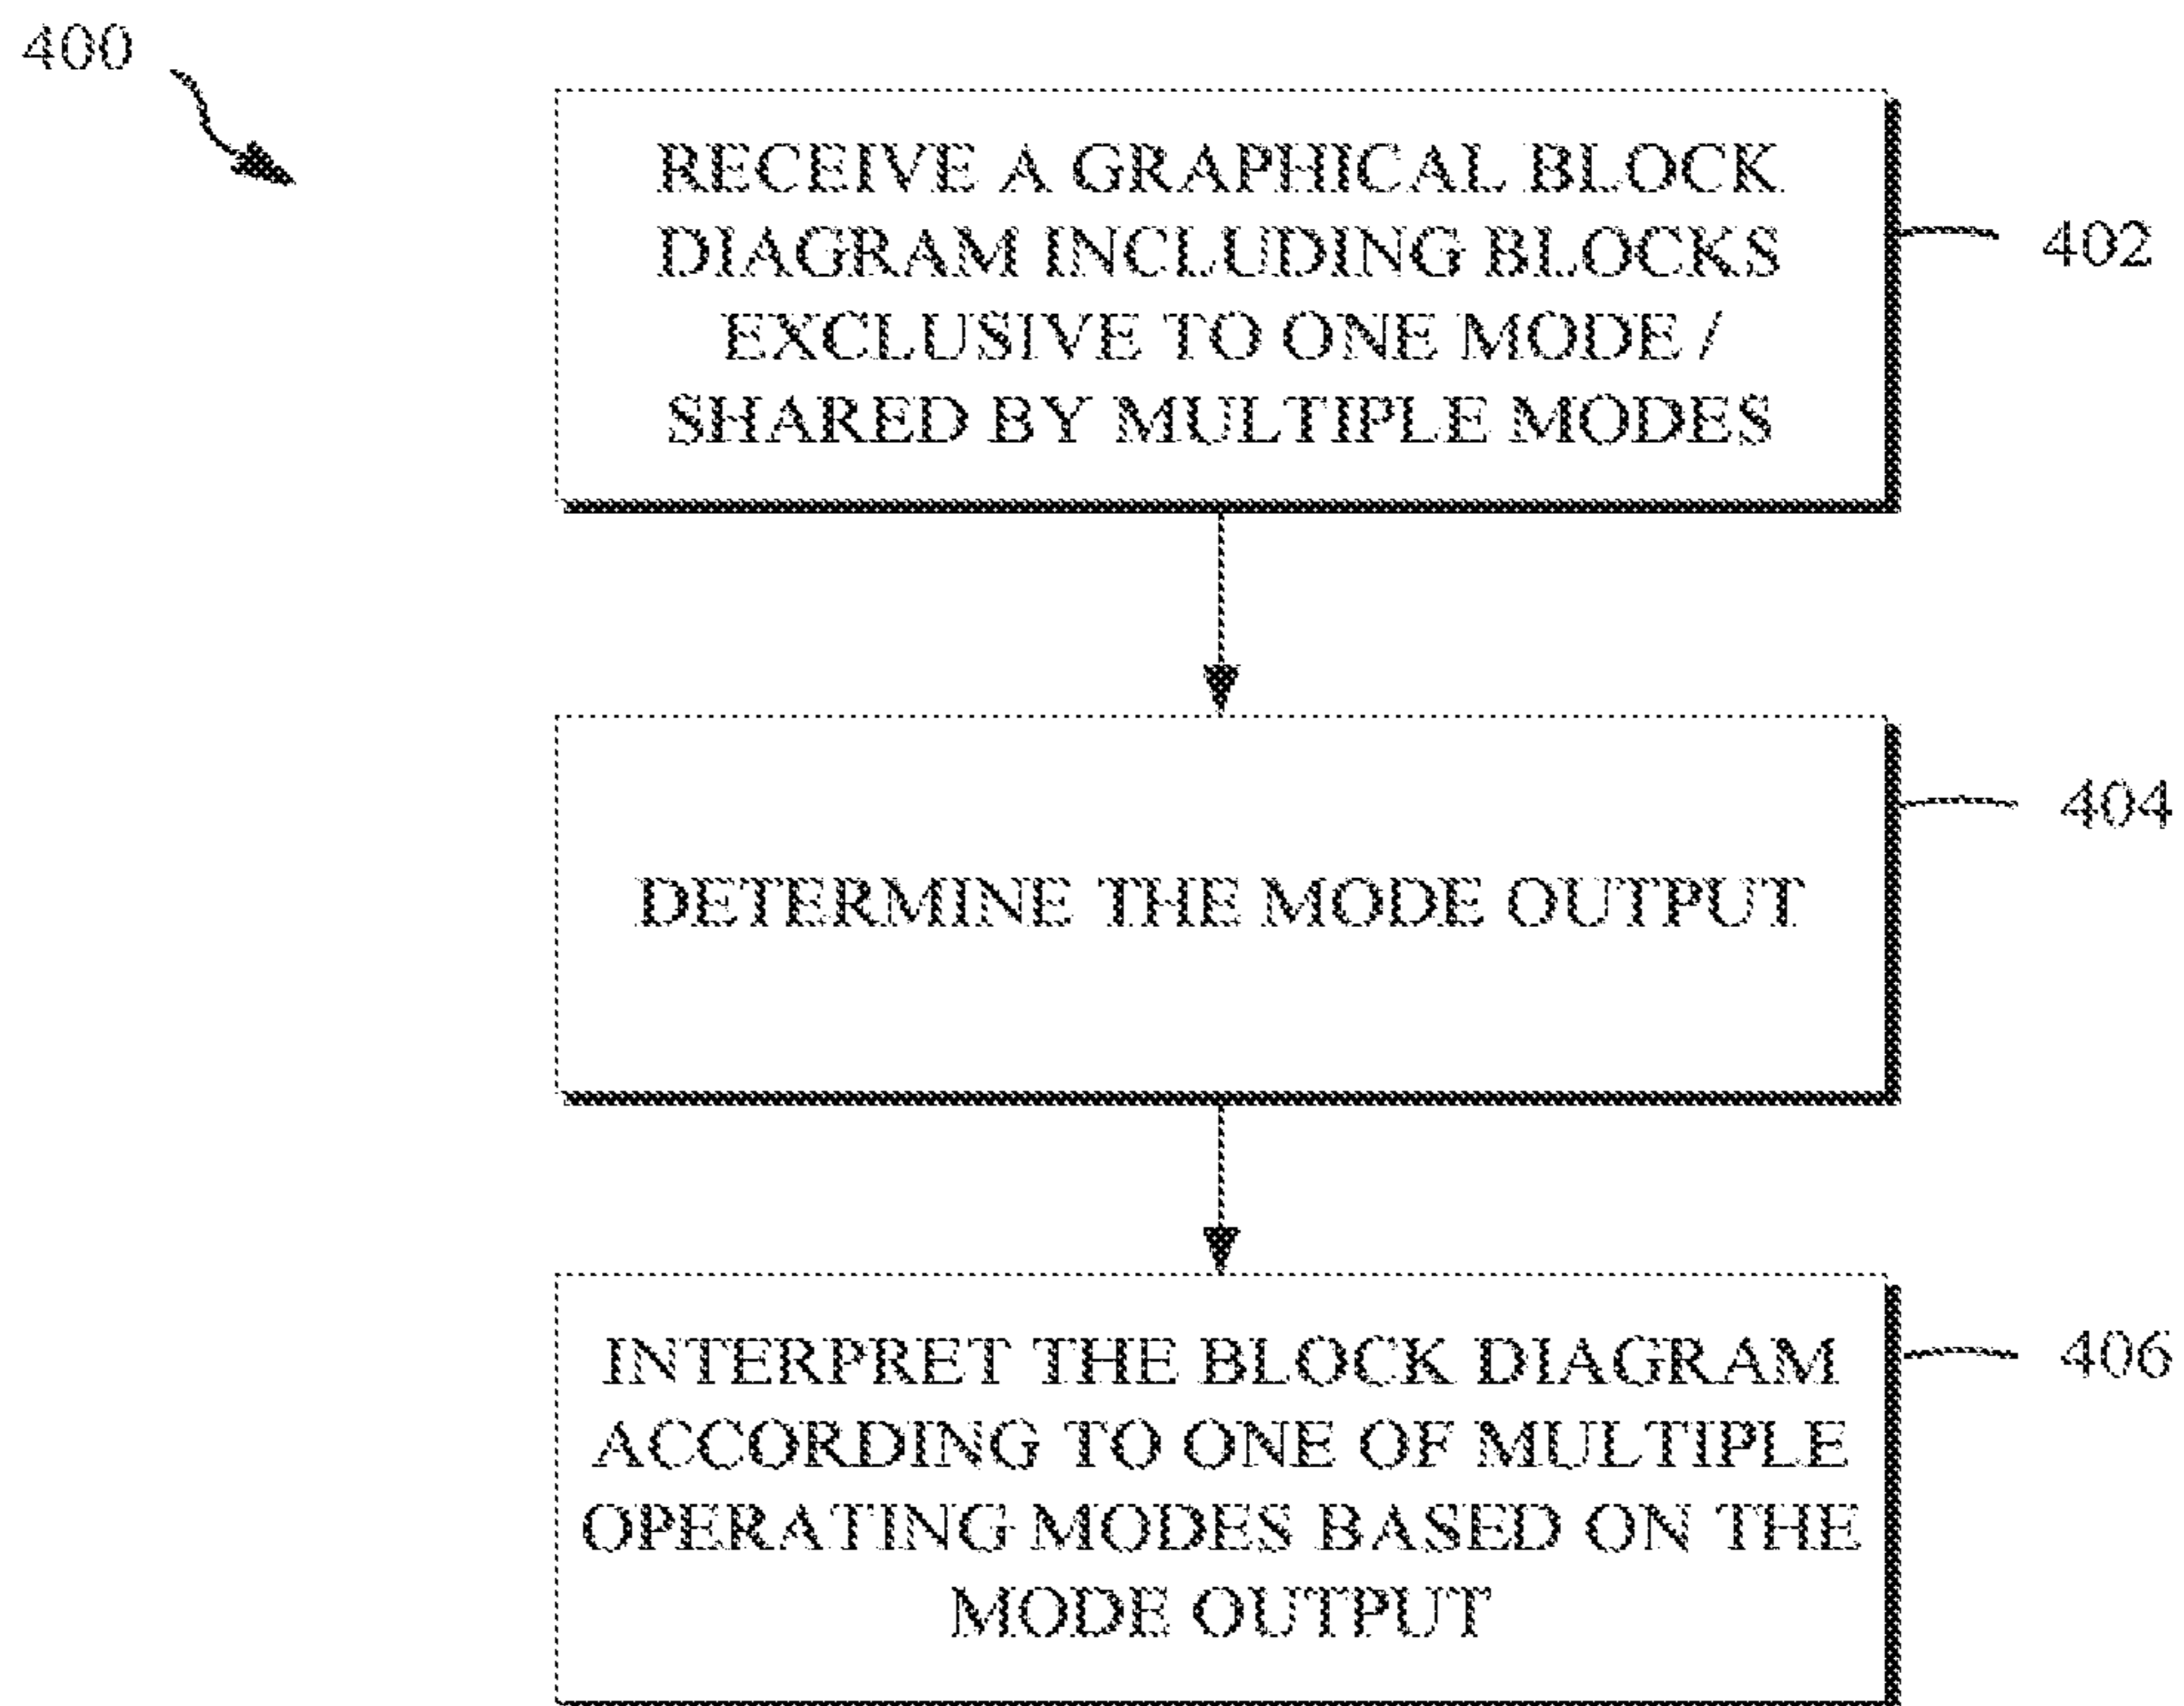 400
RECEIVE A GRAPHICAL BLOCK
DIAGRAM INCLUDING BLOCKS
EXCLUSIVE TO ONE MODE /
SHARED BY MULTIPLE MODES
402
DETERMINE THE MODE OUTPUT
404
INTERPRET THE BLOCK DIAGRAM
ACCORDING TO ONE OF MULTIPLE
OPERATING MODES BASED ON THE
MODE OUTPUT
406